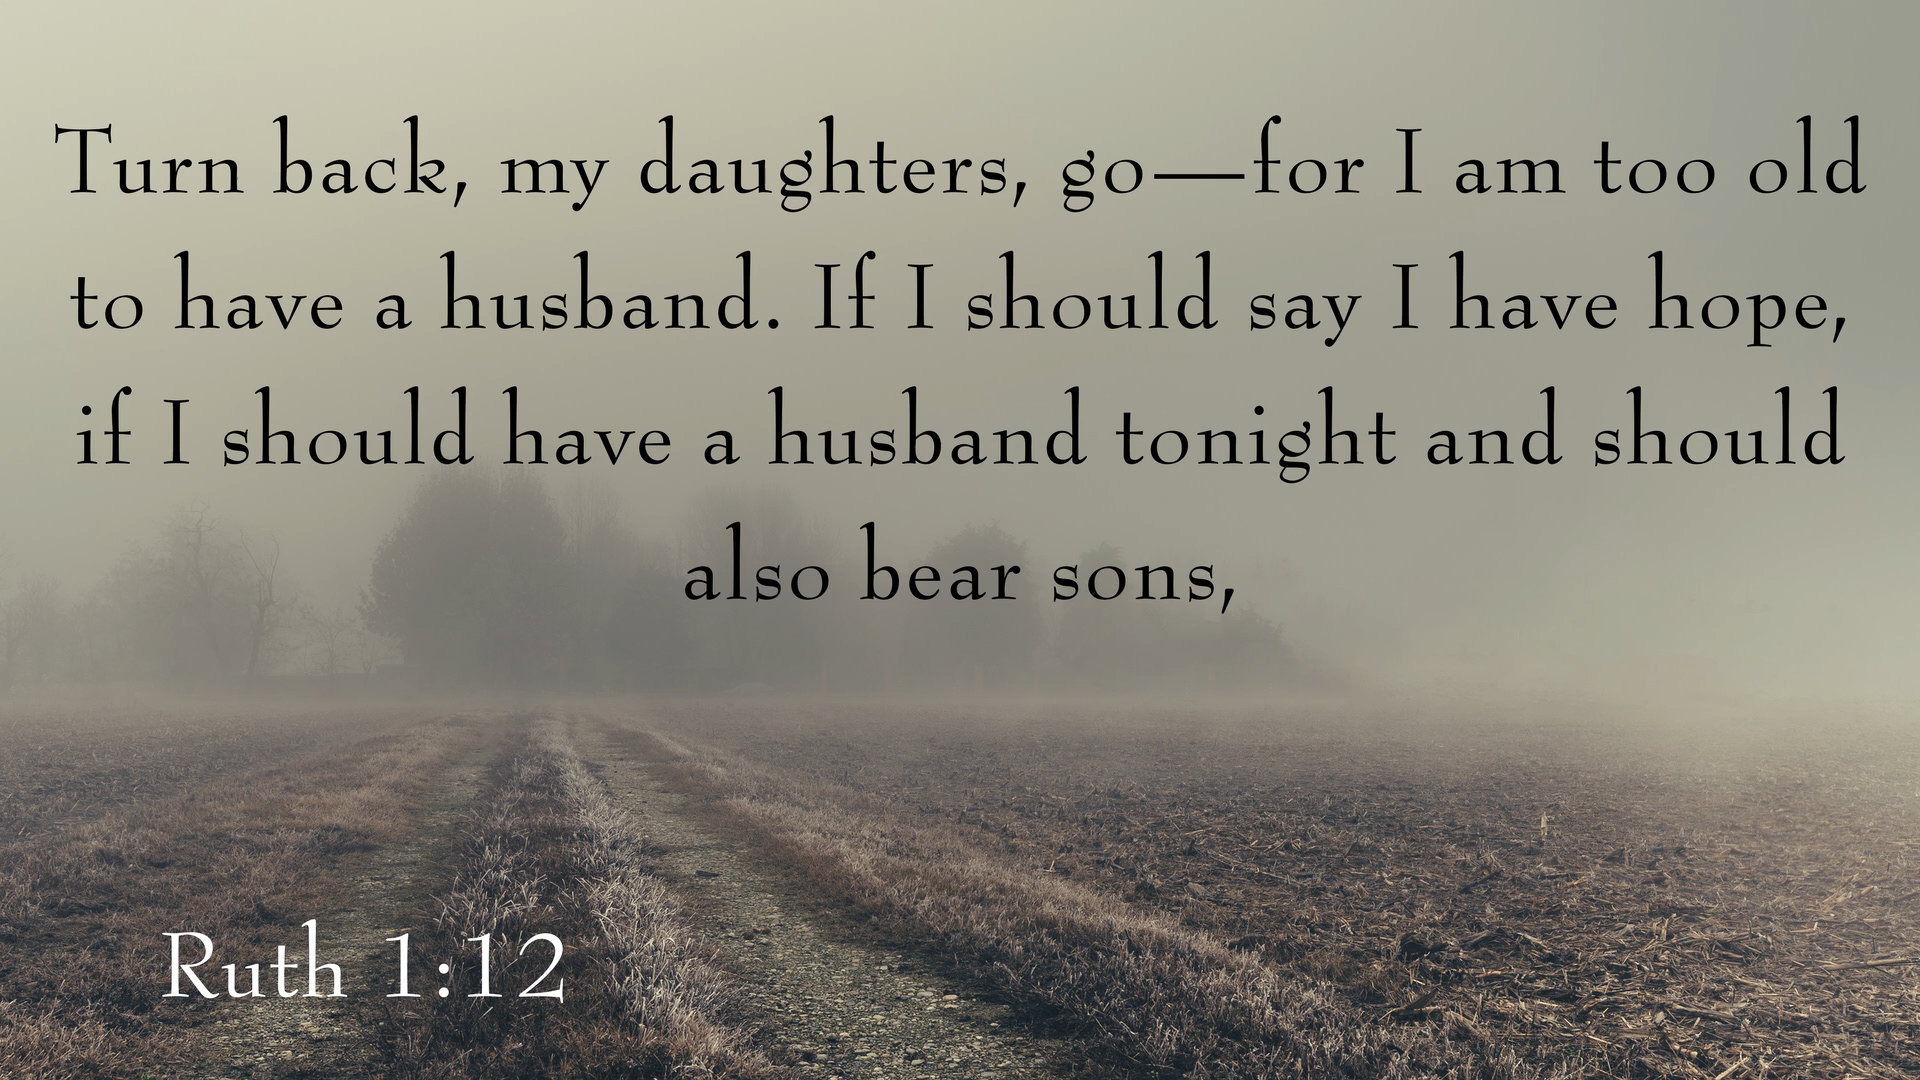 Turn back, my daughters, go—for I am too old
to have a husband. If I should say I have hope,
if I should have a husband tonight and should
also bear sons,
Ruth 1:12